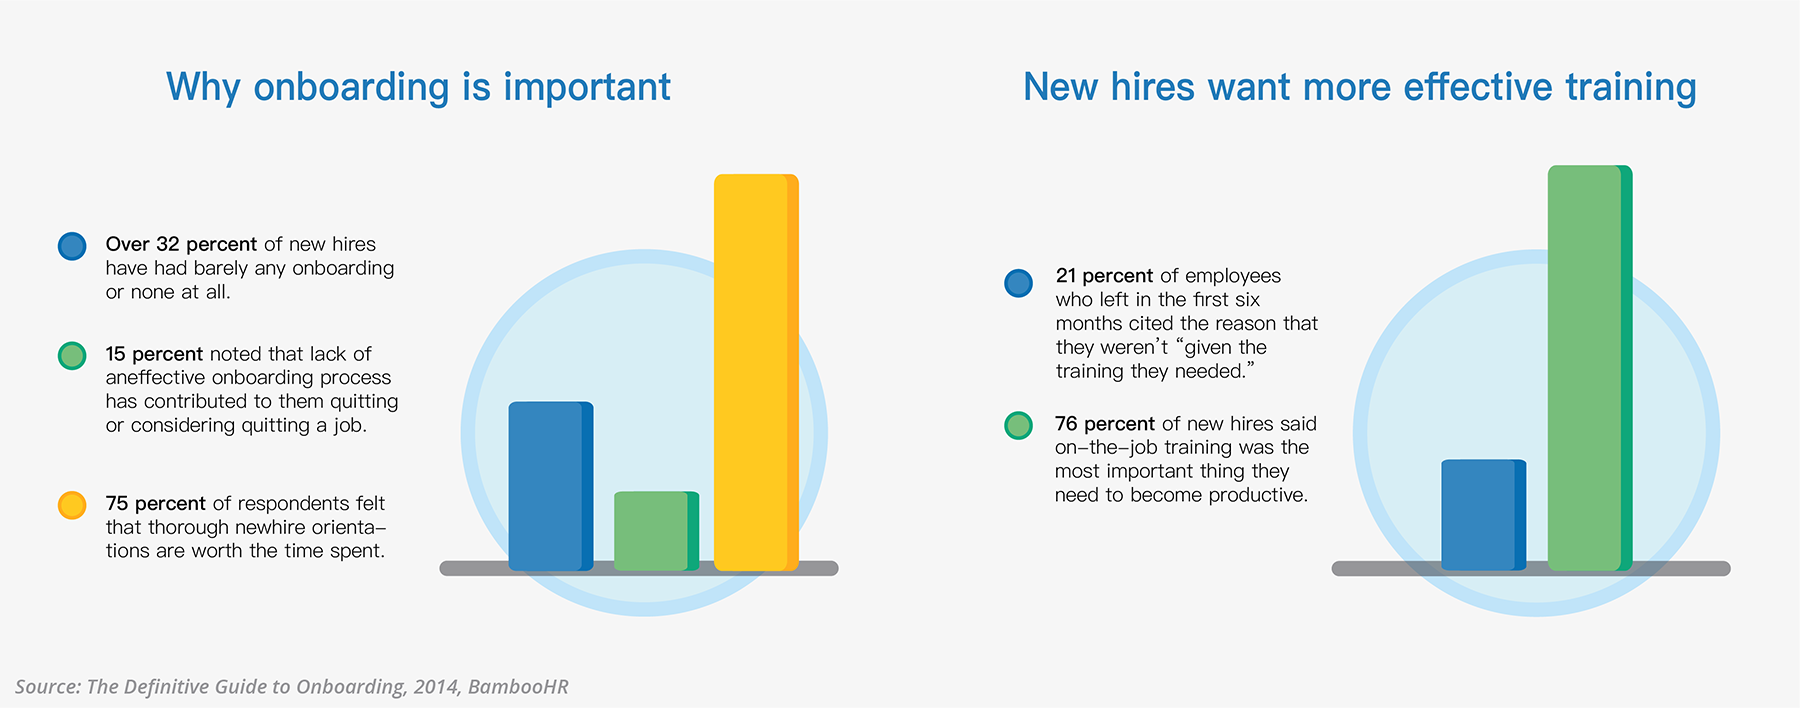 Why onboarding is important
Over 32 percent of new hires
have had barely any onboarding
or none at all.
15 percent noted that lack of
aneffective onboarding process
has contributed to them quitting
or considering quitting a job.
75 percent of respondents felt
that thorough newhire orienta–
tions are worth the time spent.
New hires want more effective training
21 percent of employees
who left in the first six
months cited the reason that
they weren’t “given the
training they needed.”
76 percent of new hires said
on–the–job training was the
most important thing they
need to become productive.
Source: The Definitive Guide to Onboarding, 2014, BambooHR